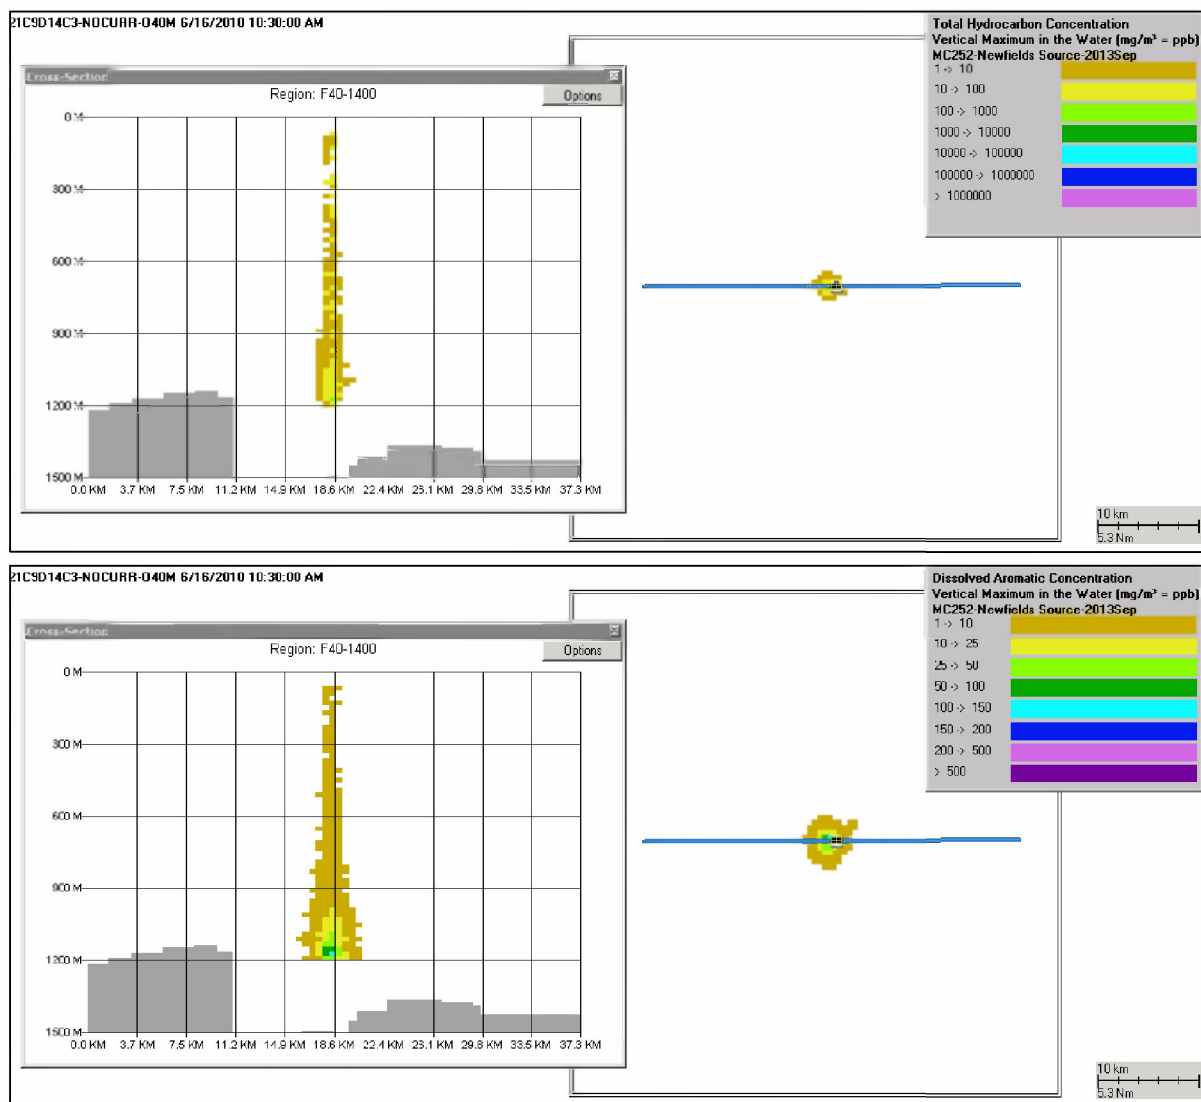 21C9D14C3-NOCURR-O40M 6/16/2010 10:30:00 AM
Total Hydrocarbon Concentration
Vertical Maximum in the Water (mg/m³ = ppb)
MC252-Newfields Source-2013Sep
1 -> 10
10 -> 100
100 -> 1000
1000 -> 10000
10000 -> 100000
100000 -> 1000000
> 1000000
Cross-Section
Region: F40-1400
Options
0 M
300 M
600 M
900 M
1200 M
1500 M
0.0 KM 3.7 KM 7.5 KM 11.2 KM 14.9 KM 18.6 KM 22.4 KM 26.1 KM 29.8 KM 33.5 KM 37.3 KM
10 km
5.3 Nm
21C9D14C3-NOCURR-O40M 6/16/2010 10:30:00 AM
Dissolved Aromatic Concentration
Vertical Maximum in the Water (mg/m³ = ppb)
MC252-Newfields Source-2013Sep
1 -> 10
10 -> 25
25 -> 50
50 -> 100
100 -> 150
150 -> 200
200 -> 500
> 500
Cross-Section
Region: F40-1400
Options
0 M
300 M
600 M
900 M
1200 M
1500 M
0.0 KM 3.7 KM 7.5 KM 11.2 KM 14.9 KM 18.6 KM 22.4 KM 26.1 KM 29.8 KM 33.5 KM 37.3 KM
10 km
5.3 Nm